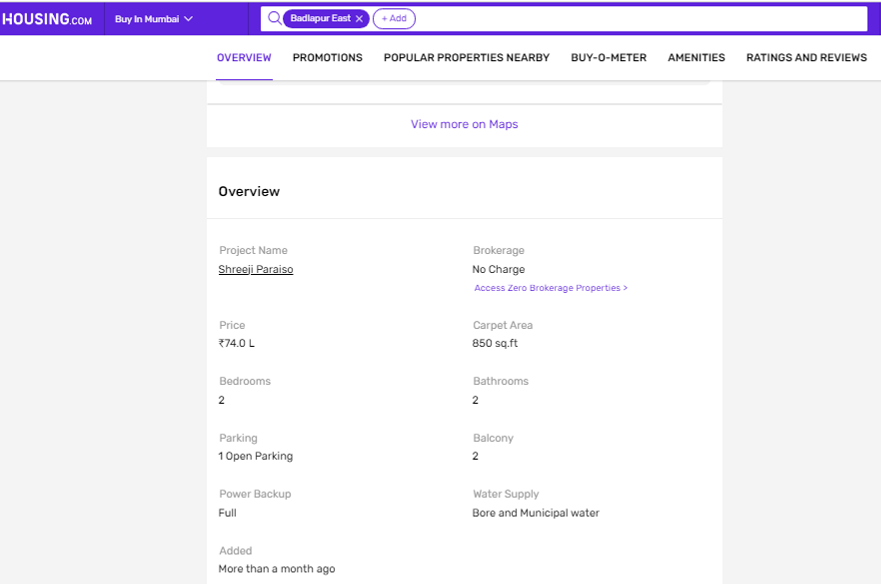 HOUSING.COM
Buy In Mumbai
Badlapur East ×
+ Add
OVERVIEW PROMOTIONS POPULAR PROPERTIES NEARBY BUY-O-METER AMENITIES RATINGS AND REVIEWS
View more on Maps
Overview
Project Name
Shreeji Paraiso
Brokerage
No Charge
Access Zero Brokerage Properties >
Price
₹74.0 L
Carpet Area
850 sq.ft
Bedrooms
2
Bathrooms
2
Parking
1 Open Parking
Balcony
2
Power Backup
Full
Water Supply
Bore and Municipal water
Added
More than a month ago